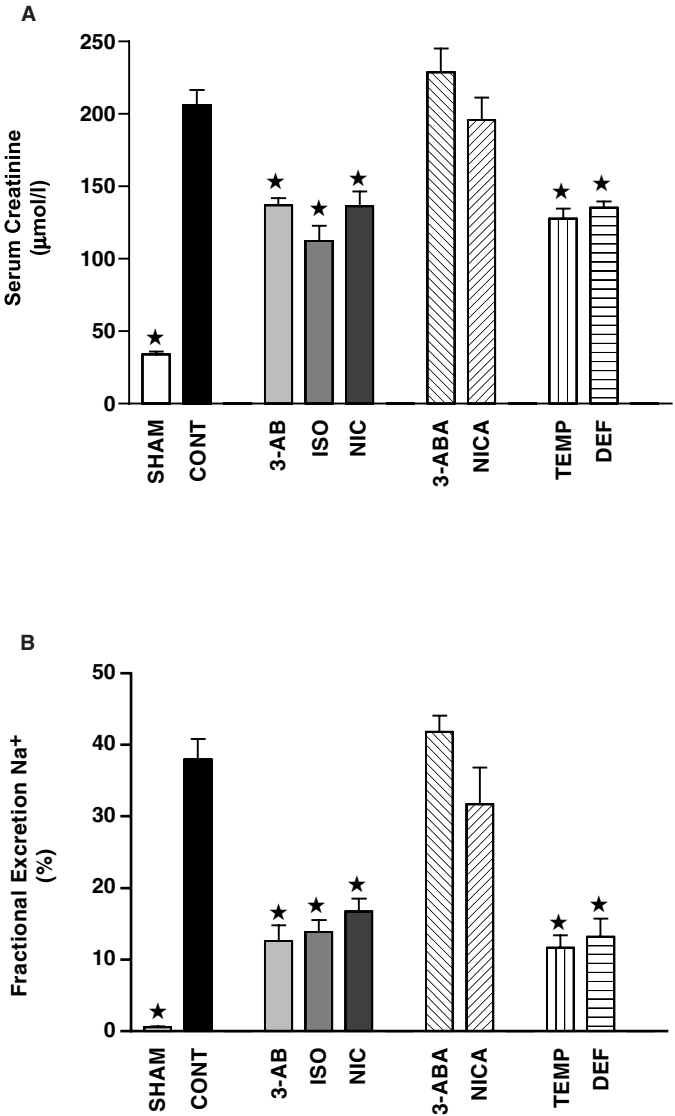 A
250
200
150
100
50
0
Serum Creatinine
(µmol/l)
★ ★ ★ ★ ★ ★
SHAM CONT 3-AB ISO NIC 3-ABA NICA TEMP DEF
B
50
40
30
20
10
0
Fractional Excretion Na⁺
(%)
★ ★ ★ ★ ★ ★
SHAM CONT 3-AB ISO NIC 3-ABA NICA TEMP DEF